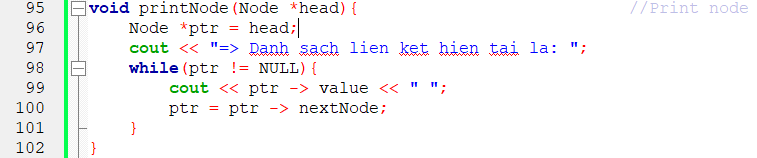 95 void printNode(Node *head){ //Print node
96 Node *ptr = head;
97 cout << "=> Danh sach lien ket hien tai la: ";
98 while(ptr != NULL){
99 cout << ptr -> value << " ";
100 ptr = ptr -> nextNode;
101 }
102 }